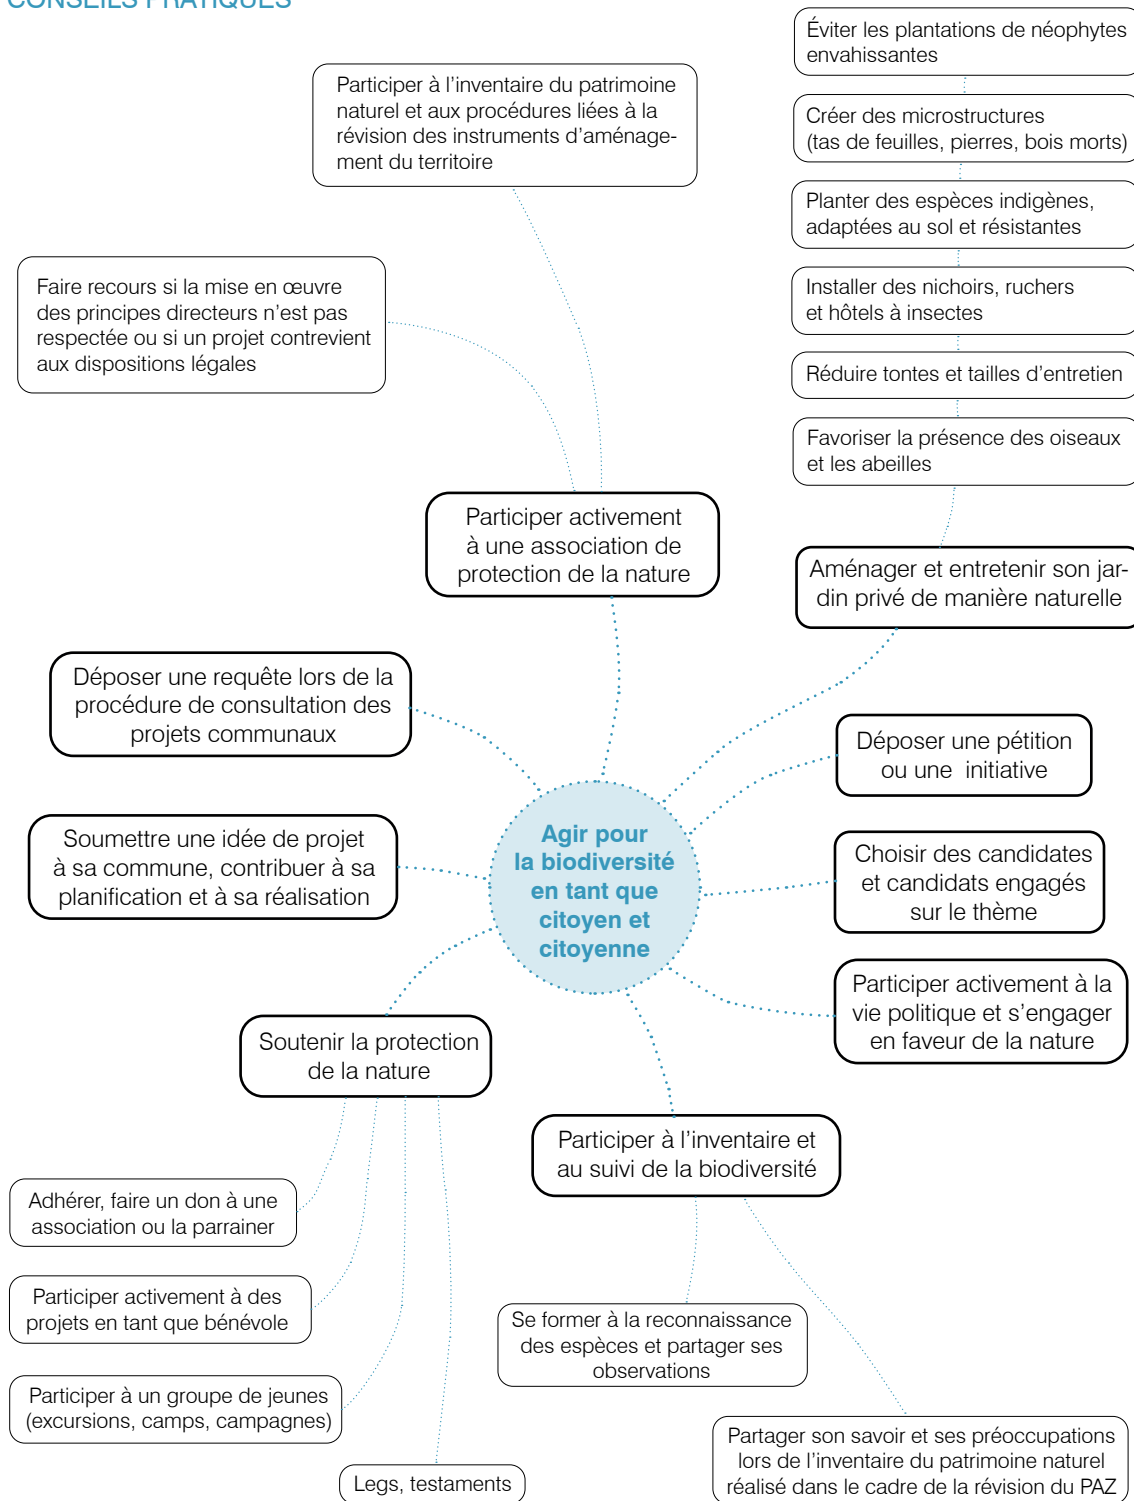 CONSEILS PRATIQUES
Éviter les plantations de néophytes
envahissantes
Participer à l’inventaire du patrimoine
naturel et aux procédures liées à la
révision des instruments d’aménage-
ment du territoire
Créer des microstructures
(tas de feuilles, pierres, bois morts)
Planter des espèces indigènes,
adaptées au sol et résistantes
Faire recours si la mise en œuvre
des principes directeurs n’est pas
respectée ou si un projet contrevient
aux dispositions légales
Installer des nichoirs, ruchers
et hôtels à insectes
Réduire tontes et tailles d’entretien
Favoriser la présence des oiseaux
et les abeilles
Participer activement
à une association de
protection de la nature
Aménager et entretenir son jar-
din privé de manière naturelle
Déposer une requête lors de la
procédure de consultation des
projets communaux
Déposer une pétition
ou une  initiative
Soumettre une idée de projet
à sa commune, contribuer à sa
planification et à sa réalisation
Agir pour
la biodiversité
en tant que
citoyen et
citoyenne
Choisir des candidates
et candidats engagés
sur le thème
Participer activement à la
vie politique et s’engager
en faveur de la nature
Soutenir la protection
de la nature
Participer à l’inventaire et
au suivi de la biodiversité
Adhérer, faire un don à une
association ou la parrainer
Participer activement à des
projets en tant que bénévole
Participer à un groupe de jeunes
(excursions, camps, campagnes)
Legs, testaments
Se former à la reconnaissance
des espèces et partager ses
observations
Partager son savoir et ses préoccupations
lors de l’inventaire du patrimoine naturel
réalisé dans le cadre de la révision du PAZ